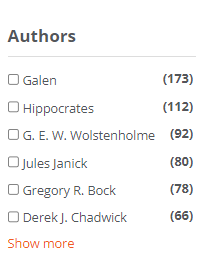 Authors
Galen (173)
Hippocrates (112)
G. E. W. Wolstenholme (92)
Jules Janick (80)
Gregory R. Bock (78)
Derek J. Chadwick (66)
Show more